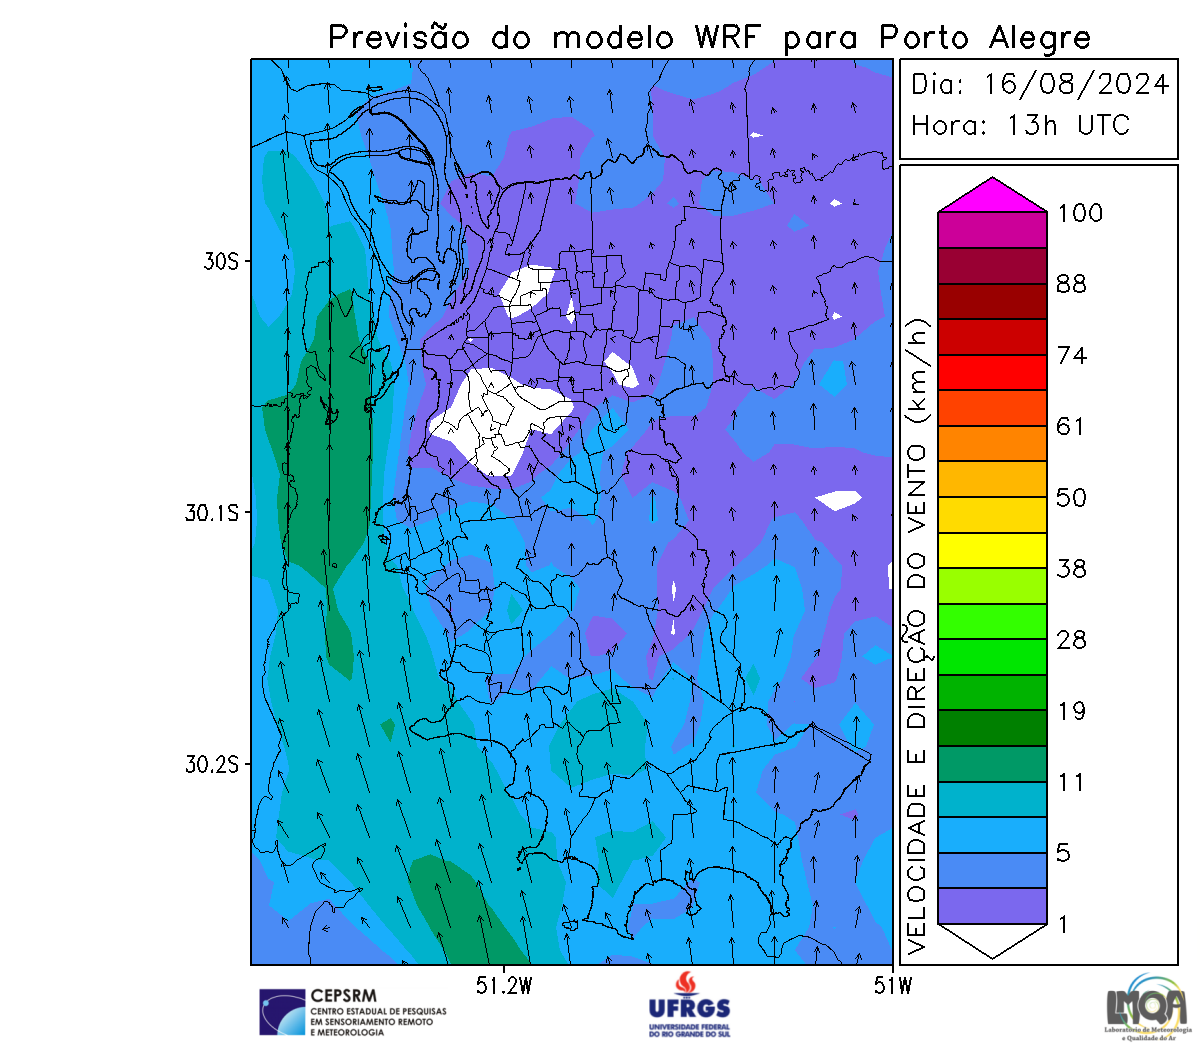 Previsão do modelo WRF para Porto Alegre
Dia: 16/08/2024
Hora: 13h UTC
30S
30.1S
30.2S
51.2W
51W
VELOCIDADE E DIREÇÃO DO VENTO (km/h)
100
88
74
61
50
38
28
19
11
5
1
CEPSRM
CENTRO ESTADUAL DE PESQUISAS
EM SENSORIAMENTO REMOTO
E METEOROLOGIA
UFRGS
UNIVERSIDADE FEDERAL
DO RIO GRANDE DO SUL
LMQA
Laboratório de Meteorologia
e Qualidade do Ar